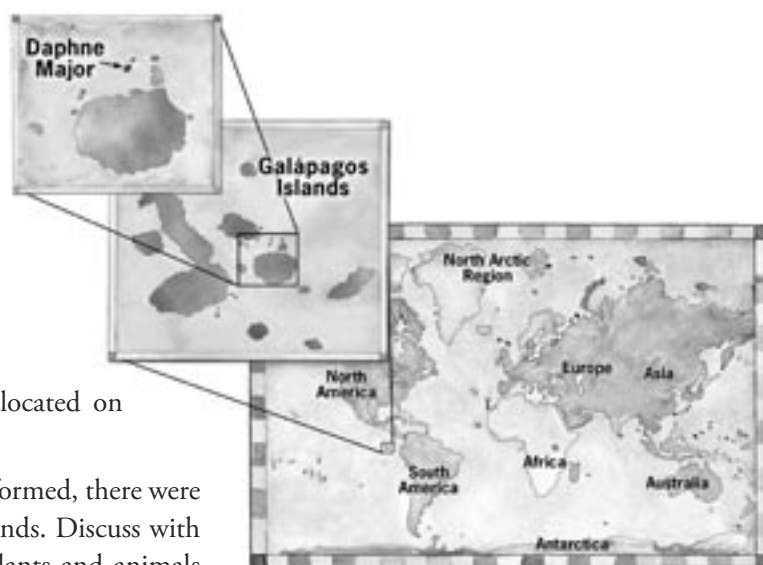 Daphne
Major
Galápagos
Islands
North Arctic
Region
North
America
Europe
Asia
South
America
Africa
Australia
Antarctica
located on
formed, there were
nds. Discuss with
lants and animals